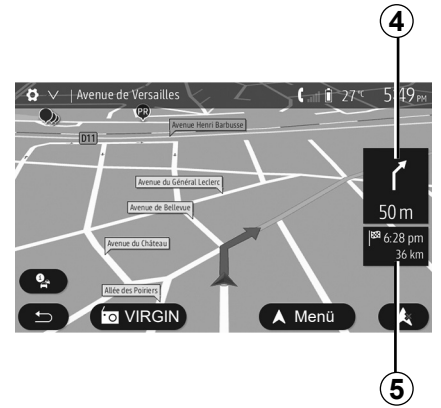 4
Avenue de Versailles
27°C
5:49 PM
PR
D11
Avenue Henri Barbusse
Avenue du Général Leclerc
Avenue de Bellevue
Avenue du Château
Allée des Poiriers
50 m
6:28 pm
36 km
VIRGIN
Menü
5